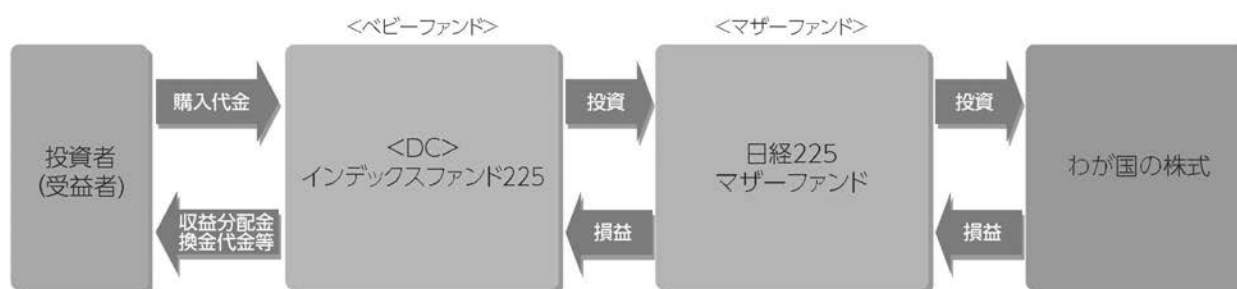 <ベビーファンド>
<マザーファンド>
投資者
(受益者)
購入代金
収益分配金
換金代金等
<DC>
インデックスファンド225
投資
損益
日経225
マザーファンド
投資
損益
わが国の株式